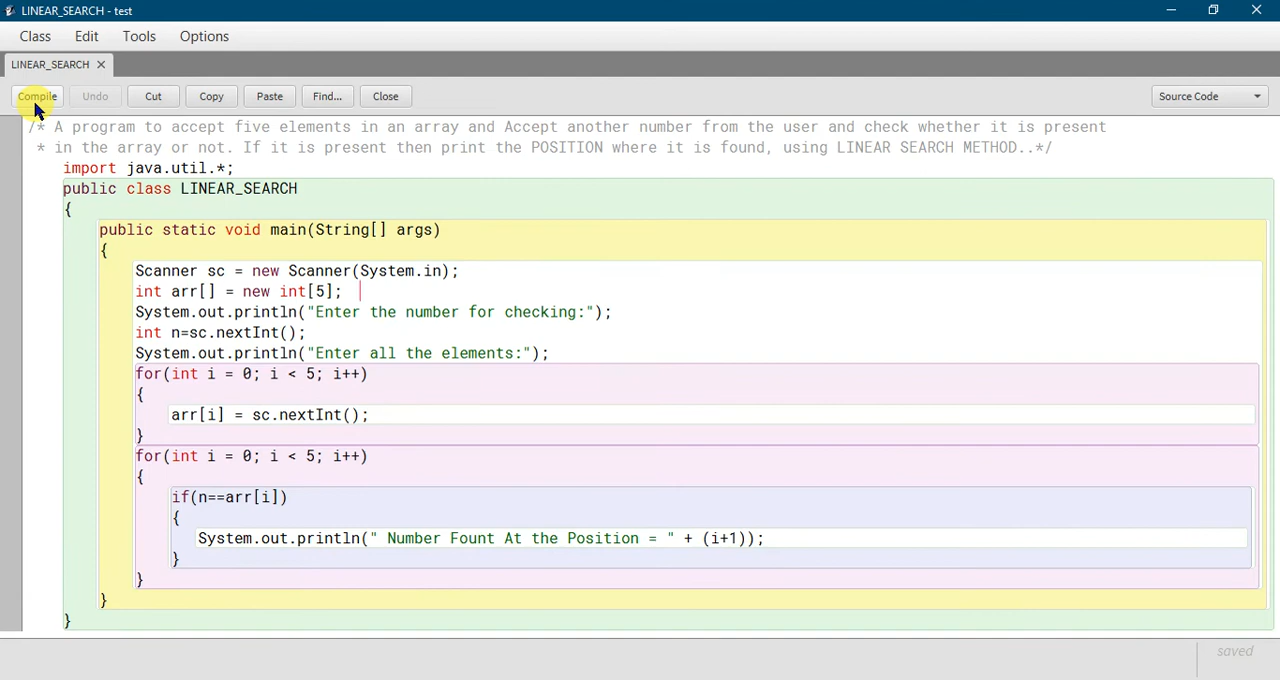 LINEAR_SEARCH - test
Class Edit Tools Options
LINEAR_SEARCH
Compile Undo Cut Copy Paste Find... Close Source Code
/* A program to accept five elements in an array and Accept another number from the user and check whether it is present
* in the array or not. If it is present then print the POSITION where it is found, using LINEAR SEARCH METHOD..*/
import java.util.*;
public class LINEAR_SEARCH
{
public static void main(String[] args)
{
Scanner sc = new Scanner(System.in);
int arr[] = new int[5];
System.out.println("Enter the number for checking:");
int n=sc.nextInt();
System.out.println("Enter all the elements:");
for(int i = 0; i < 5; i++)
{
arr[i] = sc.nextInt();
}
for(int i = 0; i < 5; i++)
{
if(n==arr[i])
{
System.out.println(" Number Fount At the Position = " + (i+1));
}
}
}
}
saved